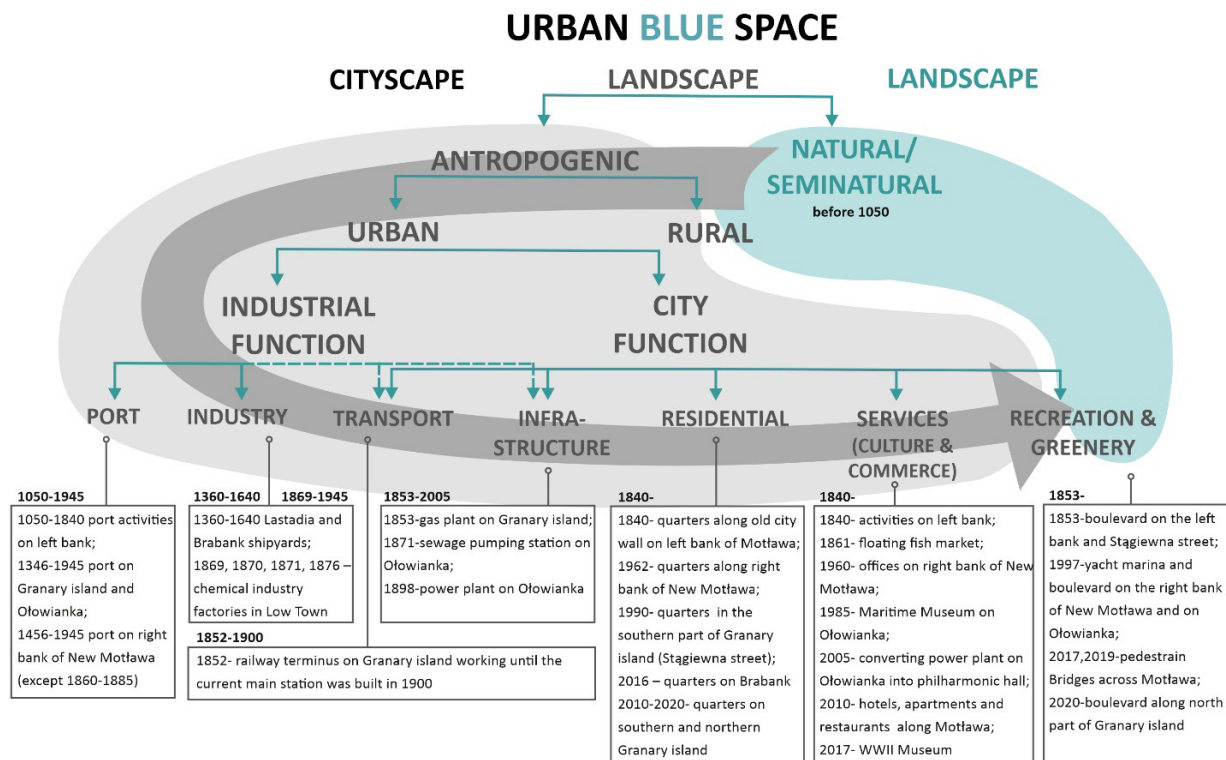 URBAN BLUE SPACE
CITYSCAPE
LANDSCAPE
LANDSCAPE
ANTROPOGENIC
NATURAL/
SEMINATURAL
before 1050
URBAN
RURAL
INDUSTRIAL
FUNCTION
CITY
FUNCTION
PORT
INDUSTRY
TRANSPORT
INFRA-
STRUCTURE
RESIDENTIAL
SERVICES
(CULTURE &
COMMERCE)
RECREATION &
GREENERY
1050-1945
1050-1840 port activities
on left bank;
1346-1945 port on
Granary island and
Ołowianka;
1456-1945 port on right
bank of New Motława
(except 1860-1885)
1360-1640 1869-1945
1360-1640 Lastadia and
Brabank shipyards;
1869, 1870, 1871, 1876 –
chemical industry
factories in Low Town
1852-1900
1852- railway terminus on Granary island working until the
current main station was built in 1900
1853-2005
1853-gas plant on Granary island;
1871-sewage pumping station on
Ołowianka;
1898-power plant on Ołowianka
1840-
1840- quarters along old city
wall on left bank of Motława;
1962- quarters along right
bank of New Motława;
1990- quarters in the
southern part of Granary
island (Stągiewna street);
2016 – quarters on Brabank
2010-2020- quarters on
southern and northern
Granary island
1840-
1840- activities on left bank;
1861- floating fish market;
1960- offices on right bank of New
Motława;
1985- Maritime Museum on
Ołowianka;
2005- converting power plant on
Ołowianka into philharmonic hall;
2010- hotels, apartments and
restaurants along Motława;
2017- WWII Museum
1853-
1853-boulevard on the left
bank and Stągiewna street;
1997-yacht marina and
boulevard on the right bank
of New Motława and on
Ołowianka;
2017,2019-pedestrain
Bridges across Motława;
2020-boulevard along north
part of Granary island